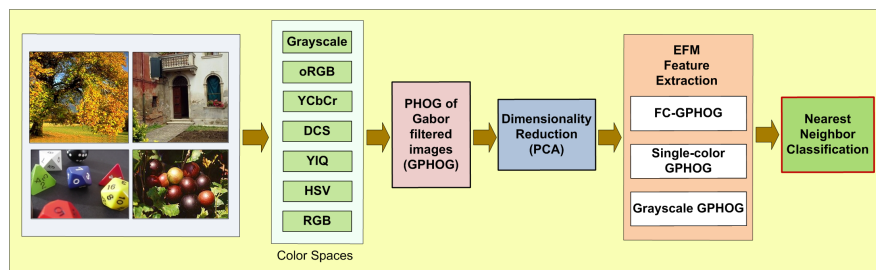 Grayscale
oRGB
YCbCr
DCS
YIQ
HSV
RGB
Color Spaces
PHOG of
Gabor
filtered
images
(GPHOG)
Dimensionality
Reduction
(PCA)
EFM
Feature
Extraction
FC-GPHOG
Single-color
GPHOG
Grayscale GPHOG
Nearest
Neighbor
Classification